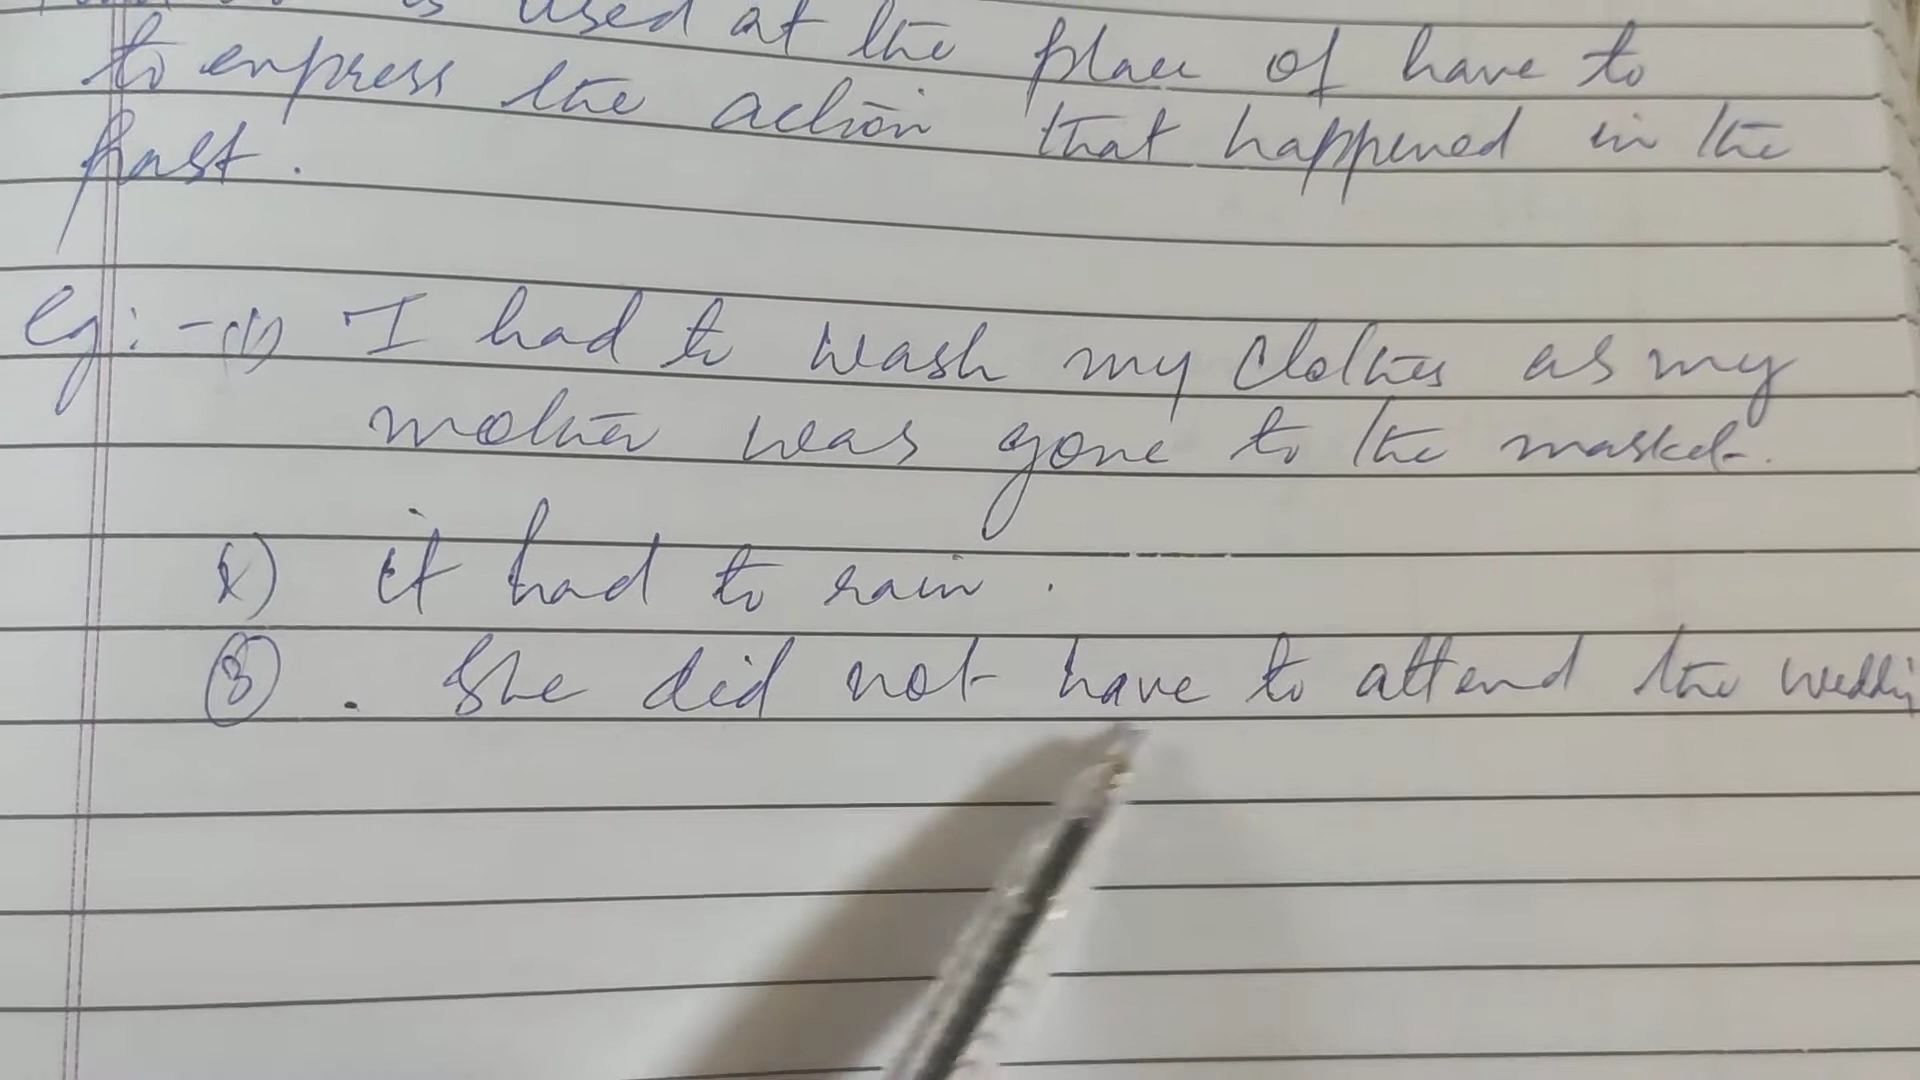 is used at the place of have to
to express the action that happened in the
past.
eg:-(1) I had to wash my clothes as my
mother was gone to the market.
2) it had to rain.
3. She did not have to attend the